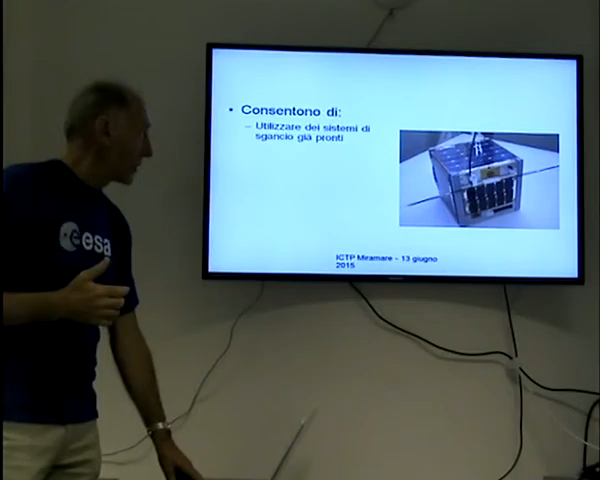 esa
• Consentono di:
– Utilizzare dei sistemi di
sgancio già pronti
ICTP Miramare - 13 giugno
2015